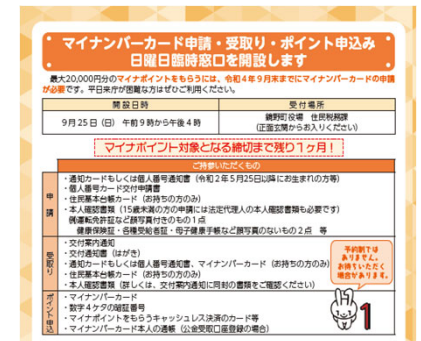 マイナンバーカード申請・受取り・ポイント申込み
日曜日臨時窓口を開設します
最大20,000円分のマイナポイントをもらうには、令和4年9月末までにマイナンバーカードの申請
が必要です。平日来庁が困難な方はぜひご利用ください。
開設日時
受付場所
9月25日(日) 午前9時から午後4時
鏡野町役場 住民税務課
(正面玄関からお入りください)
マイナポイント対象となる締切まで残り1ヶ月!
ご持参いただくもの
申請
・通知カードもしくは個人番号通知書(令和2年5月25日以降にお生まれの方等)
・個人番号カード交付申請書
・住民基本台帳カード(お持ちの方のみ)
・本人確認書類(15歳未満の方の申請には法定代理人の本人確認書類も必要です)
例運転免許証など顔写真付きのもの1点
健康保険証・各種受給者証・母子健康手帳など顔写真のないもの2点 等
受取り
・交付案内通知
・交付通知書(はがき)
・通知カードもしくは個人番号通知書、マイナンバーカード(お持ちの方のみ)
・住民基本台帳カード(お持ちの方のみ)
・本人確認書類(詳しくは、交付案内通知に同封の書類をご確認ください)
予約制では
ありません。
お待ちいただく
場合があります。
ポイント申込
・マイナンバーカード
・数字4ケタの暗証番号
・マイナポイントをもらうキャッシュレス決済のカード等
・マイナンバーカード本人の通帳(公金受取口座登録の場合)
1